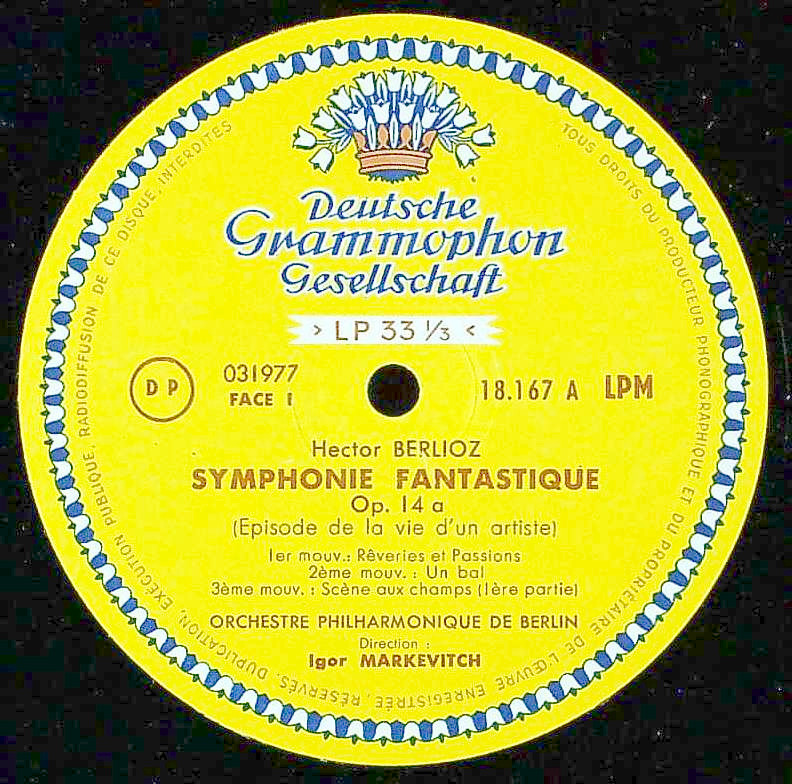 Deutsche
Grammophon
Gesellschaft
> LP 33 1/3 <
D P
031977
FACE I
18.167 A LPM
Hector BERLIOZ
SYMPHONIE FANTASTIQUE
Op. 14 a
(Episode de la vie d'un artiste)
1er mouv.: Rêveries et Passions
2ème mouv. : Un bal
3ème mouv. : Scène aux champs (1ère partie)
ORCHESTRE PHILHARMONIQUE DE BERLIN
Direction :
Igor MARKEVITCH
TOUS DROITS DU PRODUCTEUR PHONOGRAPHIQUE ET DU PROPRIÉTAIRE DE L'ŒUVRE ENREGISTRÉE, RÉSERVÉS, DUPLICATION, EXÉCUTION PUBLIQUE, RADIODIFFUSION DE CE DISQUE, INTERDITES